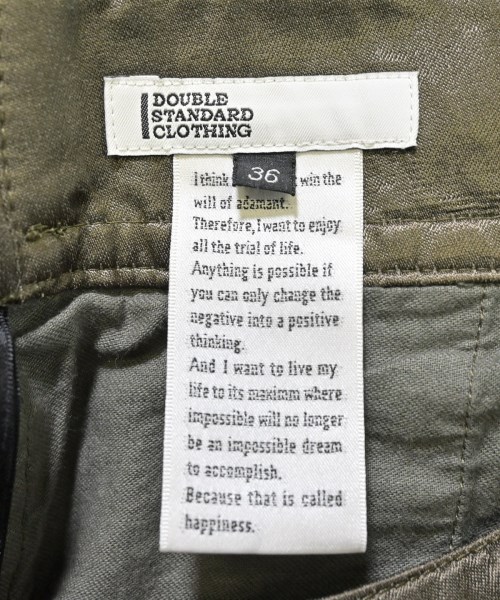 DOUBLE
STANDARD
CLOTHING
36
I think win the
will of adamant.
Therefore, I want to enjoy
all the trial of life.
Anything is possible if
you can only change the
negative into a positive
thinking.
And I want to live my
life to its maximm where
impossible will no longer
be an impossible dream
to accomplish.
Because that is called
happiness.